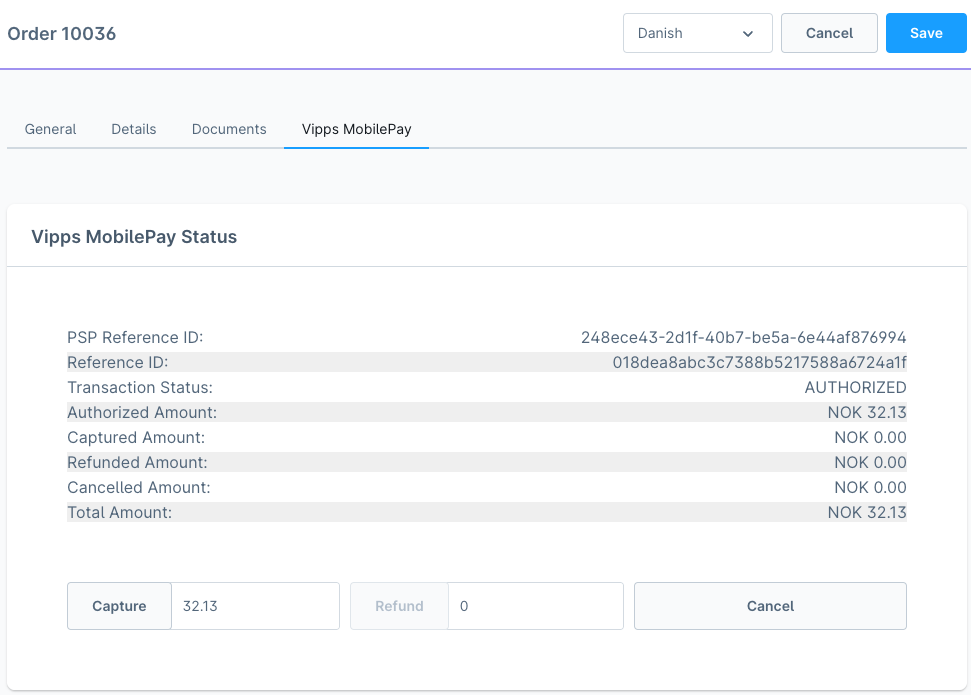 Order 10036 Danish Cancel Save
General Details Documents Vipps MobilePay
Vipps MobilePay Status
PSP Reference ID: 248ece43-2d1f-40b7-be5a-6e44af876994
Reference ID: 018dea8abc3c7388b5217588a6724a1f
Transaction Status: AUTHORIZED
Authorized Amount: NOK 32.13
Captured Amount: NOK 0.00
Refunded Amount: NOK 0.00
Cancelled Amount: NOK 0.00
Total Amount: NOK 32.13
Capture 32.13 Refund 0 Cancel